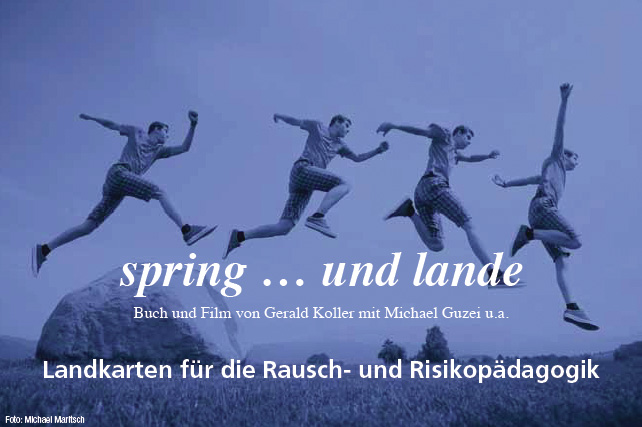 spring … und lande
Buch und Film von Gerald Koller mit Michael Guzei u.a.
Landkarten für die Rausch- und Risikopädagogik
Foto: Michael Maritsch